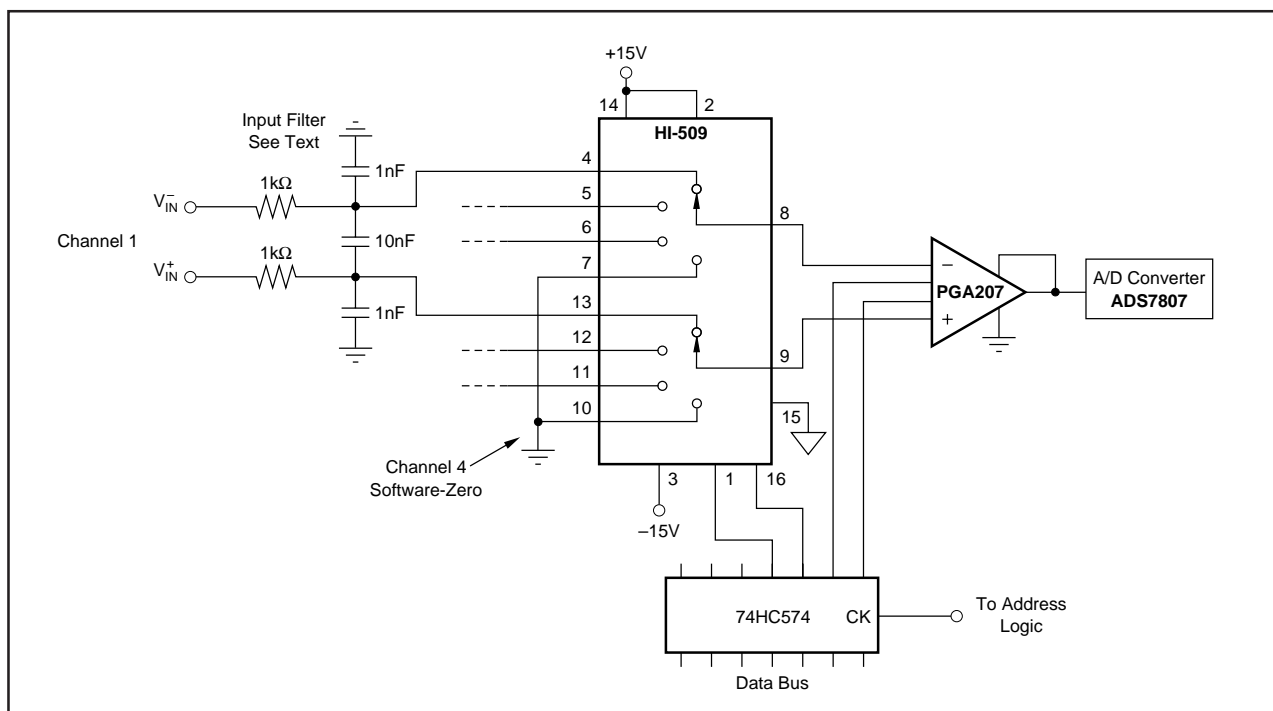 +15V
14
2
HI-509
Input Filter
See Text
1nF
1kΩ
V⁻IN
10nF
Channel 1
1kΩ
V⁺IN
1nF
4
5
6
7
13
12
11
10
8
9
15
−
PGA207
+
A/D Converter
ADS7807
Channel 4
Software-Zero
3
1
16
–15V
74HC574
CK
To Address
Logic
Data Bus